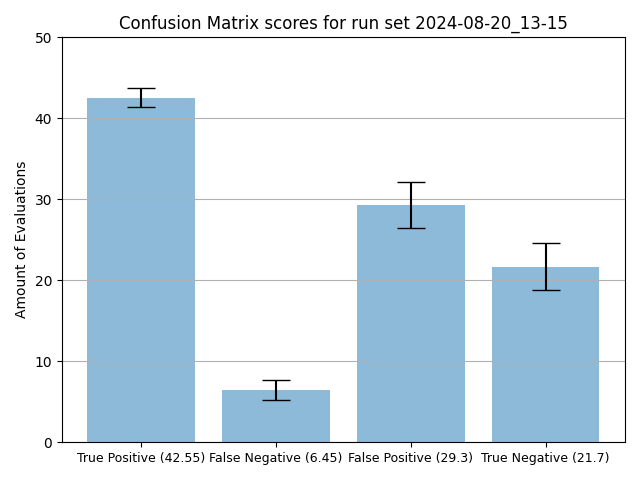 Confusion Matrix scores for run set 2024-08-20_13-15
Amount of Evaluations
50
40
30
20
10
0
True Positive (42.55) False Negative (6.45) False Positive (29.3) True Negative (21.7)